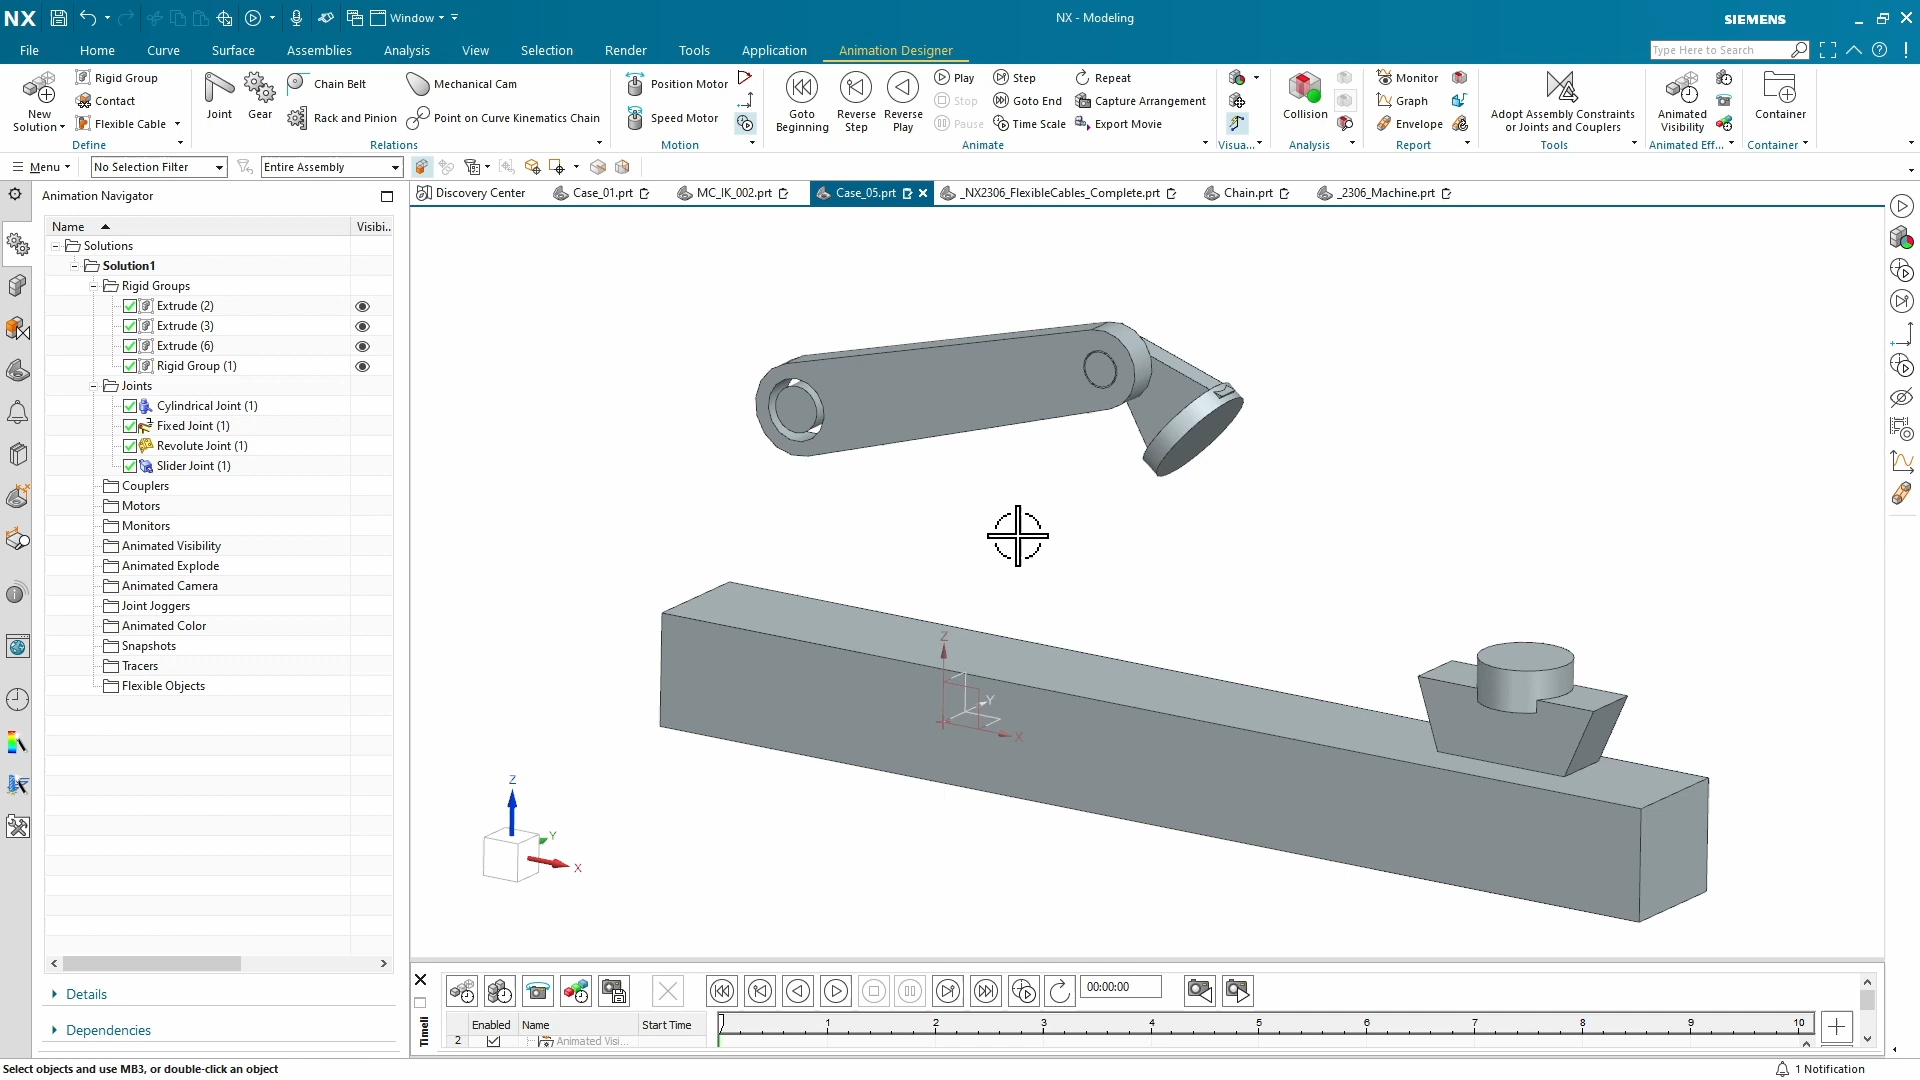 NX
Window
NX - Modeling
SIEMENS
File Home Curve Surface Assemblies Analysis View Selection Render Tools Application Animation Designer
Type Here to Search
New Solution
Rigid Group
Contact
Flexible Cable
Define
Joint
Gear
Chain Belt
Rack and Pinion
Mechanical Cam
Point on Curve Kinematics Chain
Relations
Position Motor
Speed Motor
Motion
Goto Beginning
Reverse Step
Reverse Play
Play
Stop
Pause
Step
Goto End
Time Scale
Repeat
Capture Arrangement
Export Movie
Animate
Visua...
Collision
Analysis
Monitor
Graph
Envelope
Report
Adopt Assembly Constraints or Joints and Couplers
Tools
Animated Visibility
Animated Eff...
Container
Container
Menu
No Selection Filter
Entire Assembly
Animation Navigator
Discovery Center
Case_01.prt
MC_IK_002.prt
Case_05.prt
_NX2306_FlexibleCables_Complete.prt
Chain.prt
_2306_Machine.prt
Name Visibi..
Solutions
Solution1
Rigid Groups
Extrude (2)
Extrude (3)
Extrude (6)
Rigid Group (1)
Joints
Cylindrical Joint (1)
Fixed Joint (1)
Revolute Joint (1)
Slider Joint (1)
Couplers
Motors
Monitors
Animated Visibility
Animated Explode
Animated Camera
Joint Joggers
Animated Color
Snapshots
Tracers
Flexible Objects
Z
Y
X
Z
Y
X
Details
Dependencies
Timeli
00:00:00
Enabled Name Start Time
1 2 3 4 5 6 7 8 9 10
2 Animated Visi...
Select objects and use MB3, or double-click an object
1 Notification